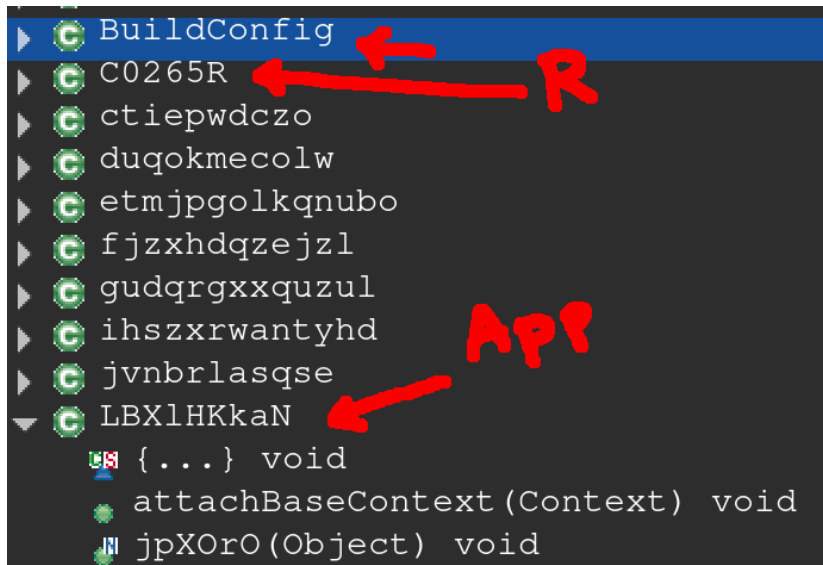 BuildConfig
C0265R R
ctiepwdczo
duqokmecolw
etmjpgolkqnubo
fjzxhdqzejzl
gudqrgxxquzul
ihszxrwantyhd APP
jvnbrlasqse
LBXlHKkaN
{...} void
attachBaseContext(Context) void
jpXOrO(Object) void